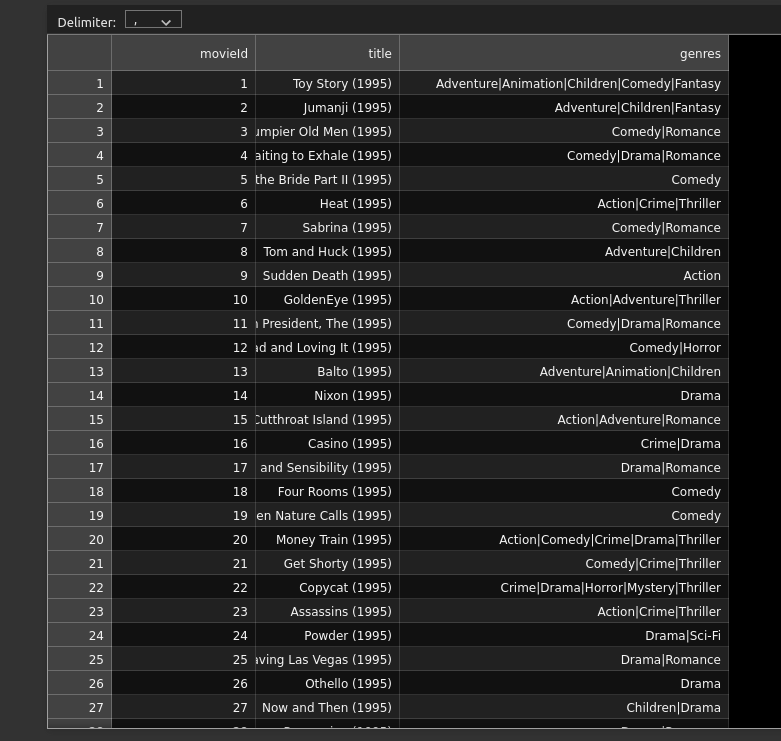 Delimiter: ,
movieId title genres
1 1 Toy Story (1995) Adventure|Animation|Children|Comedy|Fantasy
2 2 Jumanji (1995) Adventure|Children|Fantasy
3 3 umpier Old Men (1995) Comedy|Romance
4 4 aiting to Exhale (1995) Comedy|Drama|Romance
5 5 the Bride Part II (1995) Comedy
6 6 Heat (1995) Action|Crime|Thriller
7 7 Sabrina (1995) Comedy|Romance
8 8 Tom and Huck (1995) Adventure|Children
9 9 Sudden Death (1995) Action
10 10 GoldenEye (1995) Action|Adventure|Thriller
11 11 President, The (1995) Comedy|Drama|Romance
12 12 ad and Loving It (1995) Comedy|Horror
13 13 Balto (1995) Adventure|Animation|Children
14 14 Nixon (1995) Drama
15 15 Cutthroat Island (1995) Action|Adventure|Romance
16 16 Casino (1995) Crime|Drama
17 17 and Sensibility (1995) Drama|Romance
18 18 Four Rooms (1995) Comedy
19 19 en Nature Calls (1995) Comedy
20 20 Money Train (1995) Action|Comedy|Crime|Drama|Thriller
21 21 Get Shorty (1995) Comedy|Crime|Thriller
22 22 Copycat (1995) Crime|Drama|Horror|Mystery|Thriller
23 23 Assassins (1995) Action|Crime|Thriller
24 24 Powder (1995) Drama|Sci-Fi
25 25 aving Las Vegas (1995) Drama|Romance
26 26 Othello (1995) Drama
27 27 Now and Then (1995) Children|Drama